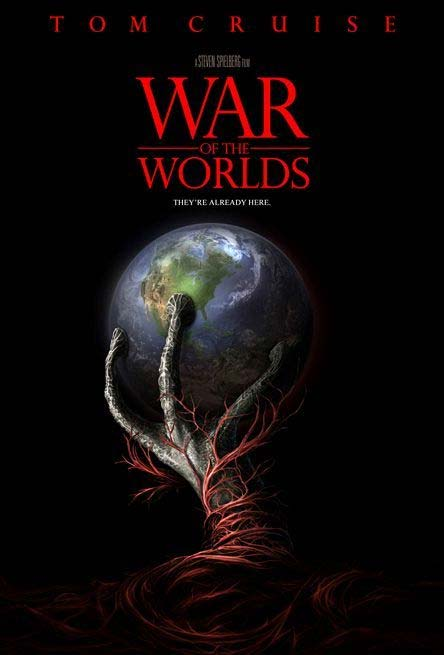 TOM CRUISE
A STEVEN SPIELBERG FILM
WAR
OF THE
WORLDS
THEY'RE ALREADY HERE.